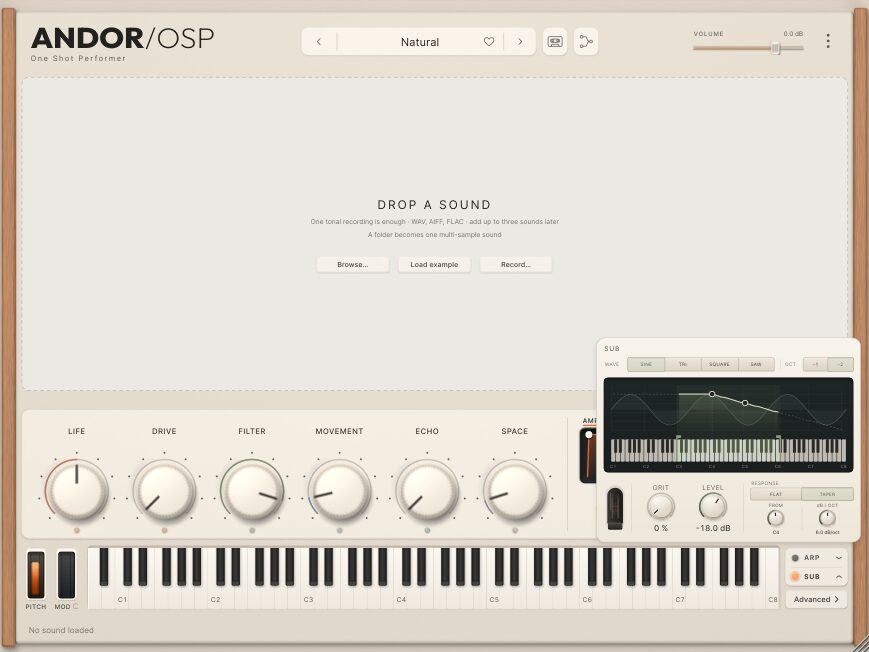 ANDOR/OSP
One Shot Performer
Natural
VOLUME 0.0 dB
DROP A SOUND
One tonal recording is enough · WAV, AIFF, FLAC · add up to three sounds later
A folder becomes one multi-sample sound
Browse... Load example Record...
SUB
WAVE SINE TRI SQUARE SAW OCT -1 -2
C1 C2 C3 C4 C5 C6 C7 C8
LIFE DRIVE FILTER MOVEMENT ECHO SPACE
GRIT LEVEL
0 % -18.0 dB
RESPONSE
FLAT TAPER
FROM dB | OCT
C4 6.0 dB/oct
PITCH MOD C
C1 C2 C3 C4 C5 C6 C7 C8
ARP
SUB
Advanced
No sound loaded